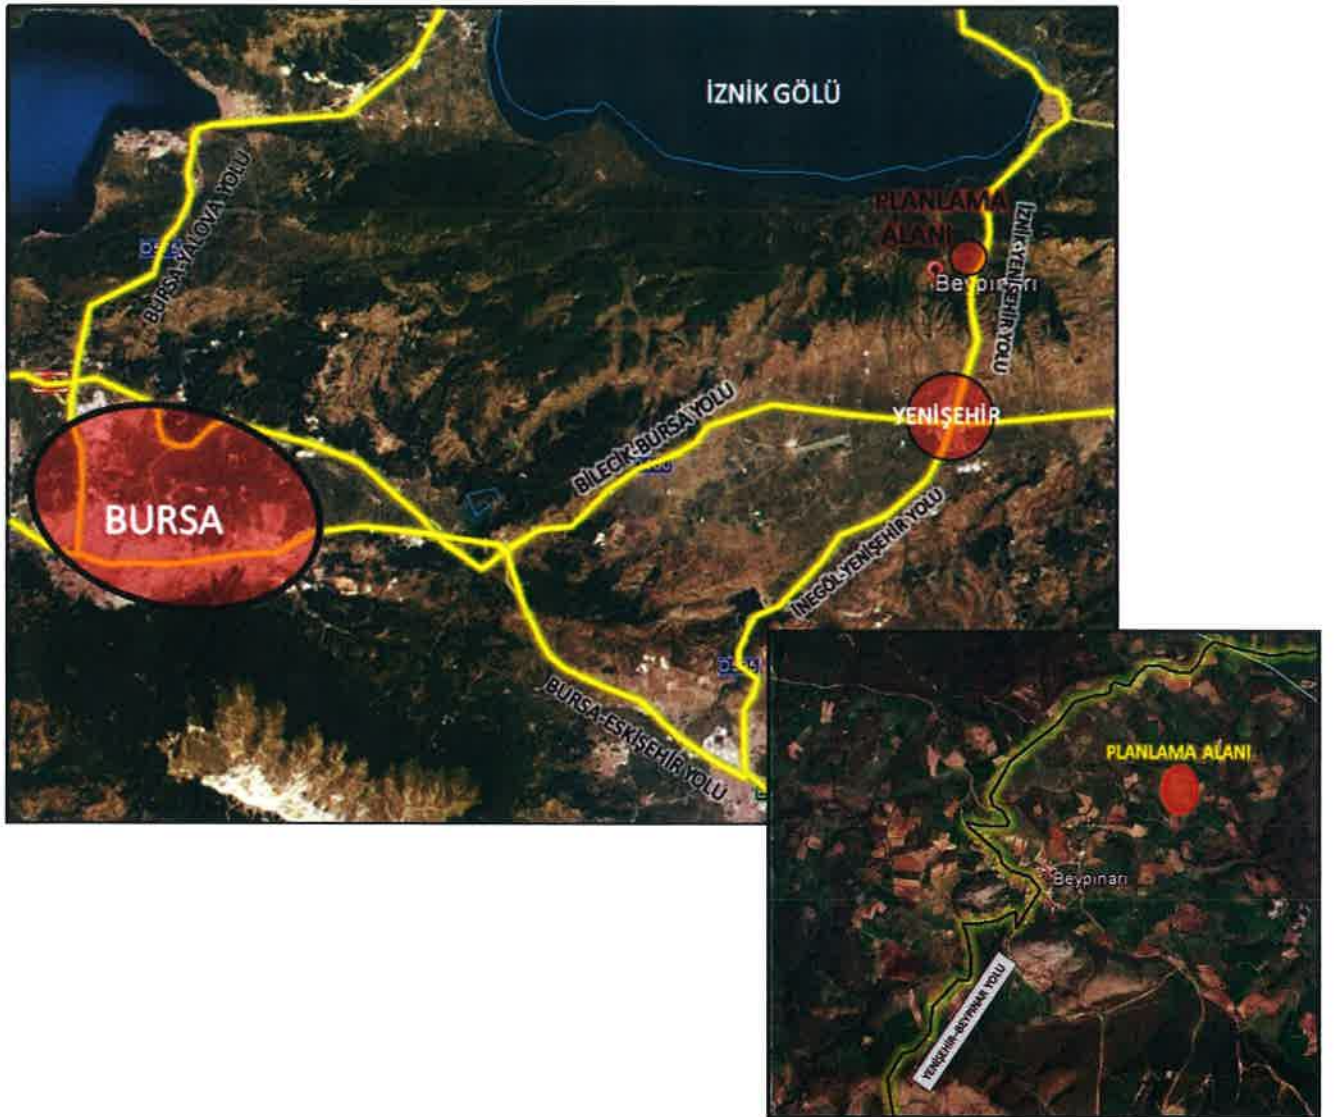 İZNİK GÖLÜ
BURSA-YALOVA YOLU
PLANLAMA
ALANI
Beypınarı
İZNİK-YENİŞEHİR YOLU
YENİŞEHİR
BİLECİK-BURSA YOLU
BURSA
İNEGÖL-YENİŞEHİR YOLU
BURSA-ESKİŞEHİR YOLU
PLANLAMA ALANI
Beypınarı
YENİŞEHİR-BEYPINAR YOLU